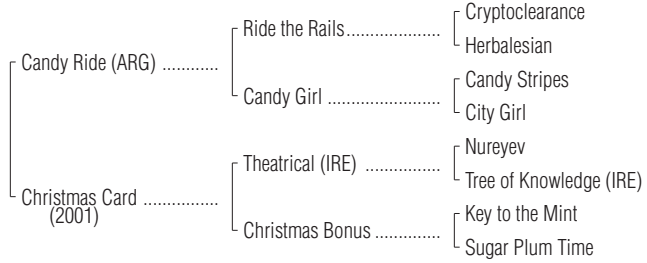 Cryptoclearance
Ride the Rails.....................
Herbalesian
Candy Ride (ARG) ............
Candy Stripes
Candy Girl ........................
City Girl
Nureyev
Theatrical (IRE) ................
Tree of Knowledge (IRE)
Christmas Card ................
(2001)
Key to the Mint
Christmas Bonus ................
Sugar Plum Time